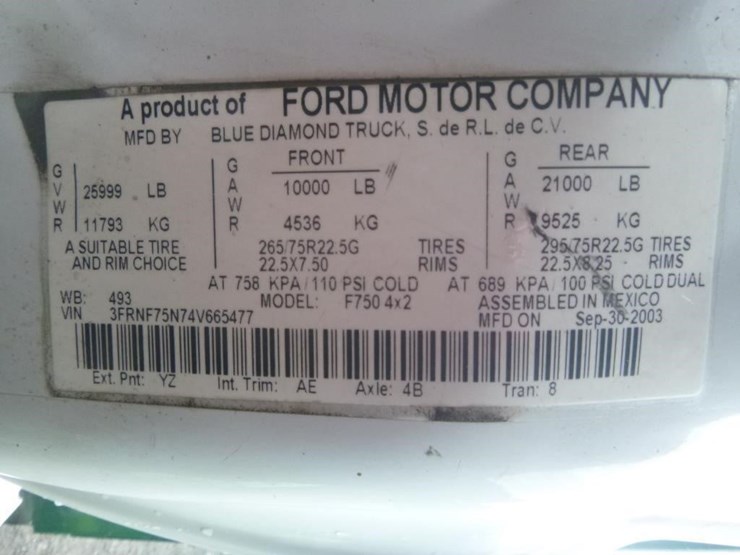 A product of FORD MOTOR COMPANY
MFD BY BLUE DIAMOND TRUCK, S. de R.L. de C.V.
FRONT REAR
GVWR 25999 LB GAWR 10000 LB GAWR 21000 LB
11793 KG 4536 KG 9525 KG
A SUITABLE TIRE 265/75R22.5G TIRES 295/75R22.5G TIRES
AND RIM CHOICE 22.5X7.50 RIMS 22.5X8.25 RIMS
AT 758 KPA/110 PSI COLD AT 689 KPA/100 PSI COLD DUAL
WB: 493 MODEL: F750 4x2 ASSEMBLED IN MEXICO
VIN 3FRNF75N74V665477 MFD ON Sep-30-2003
Ext. Pnt: YZ Int. Trim: AE Axle: 4B Tran: 8